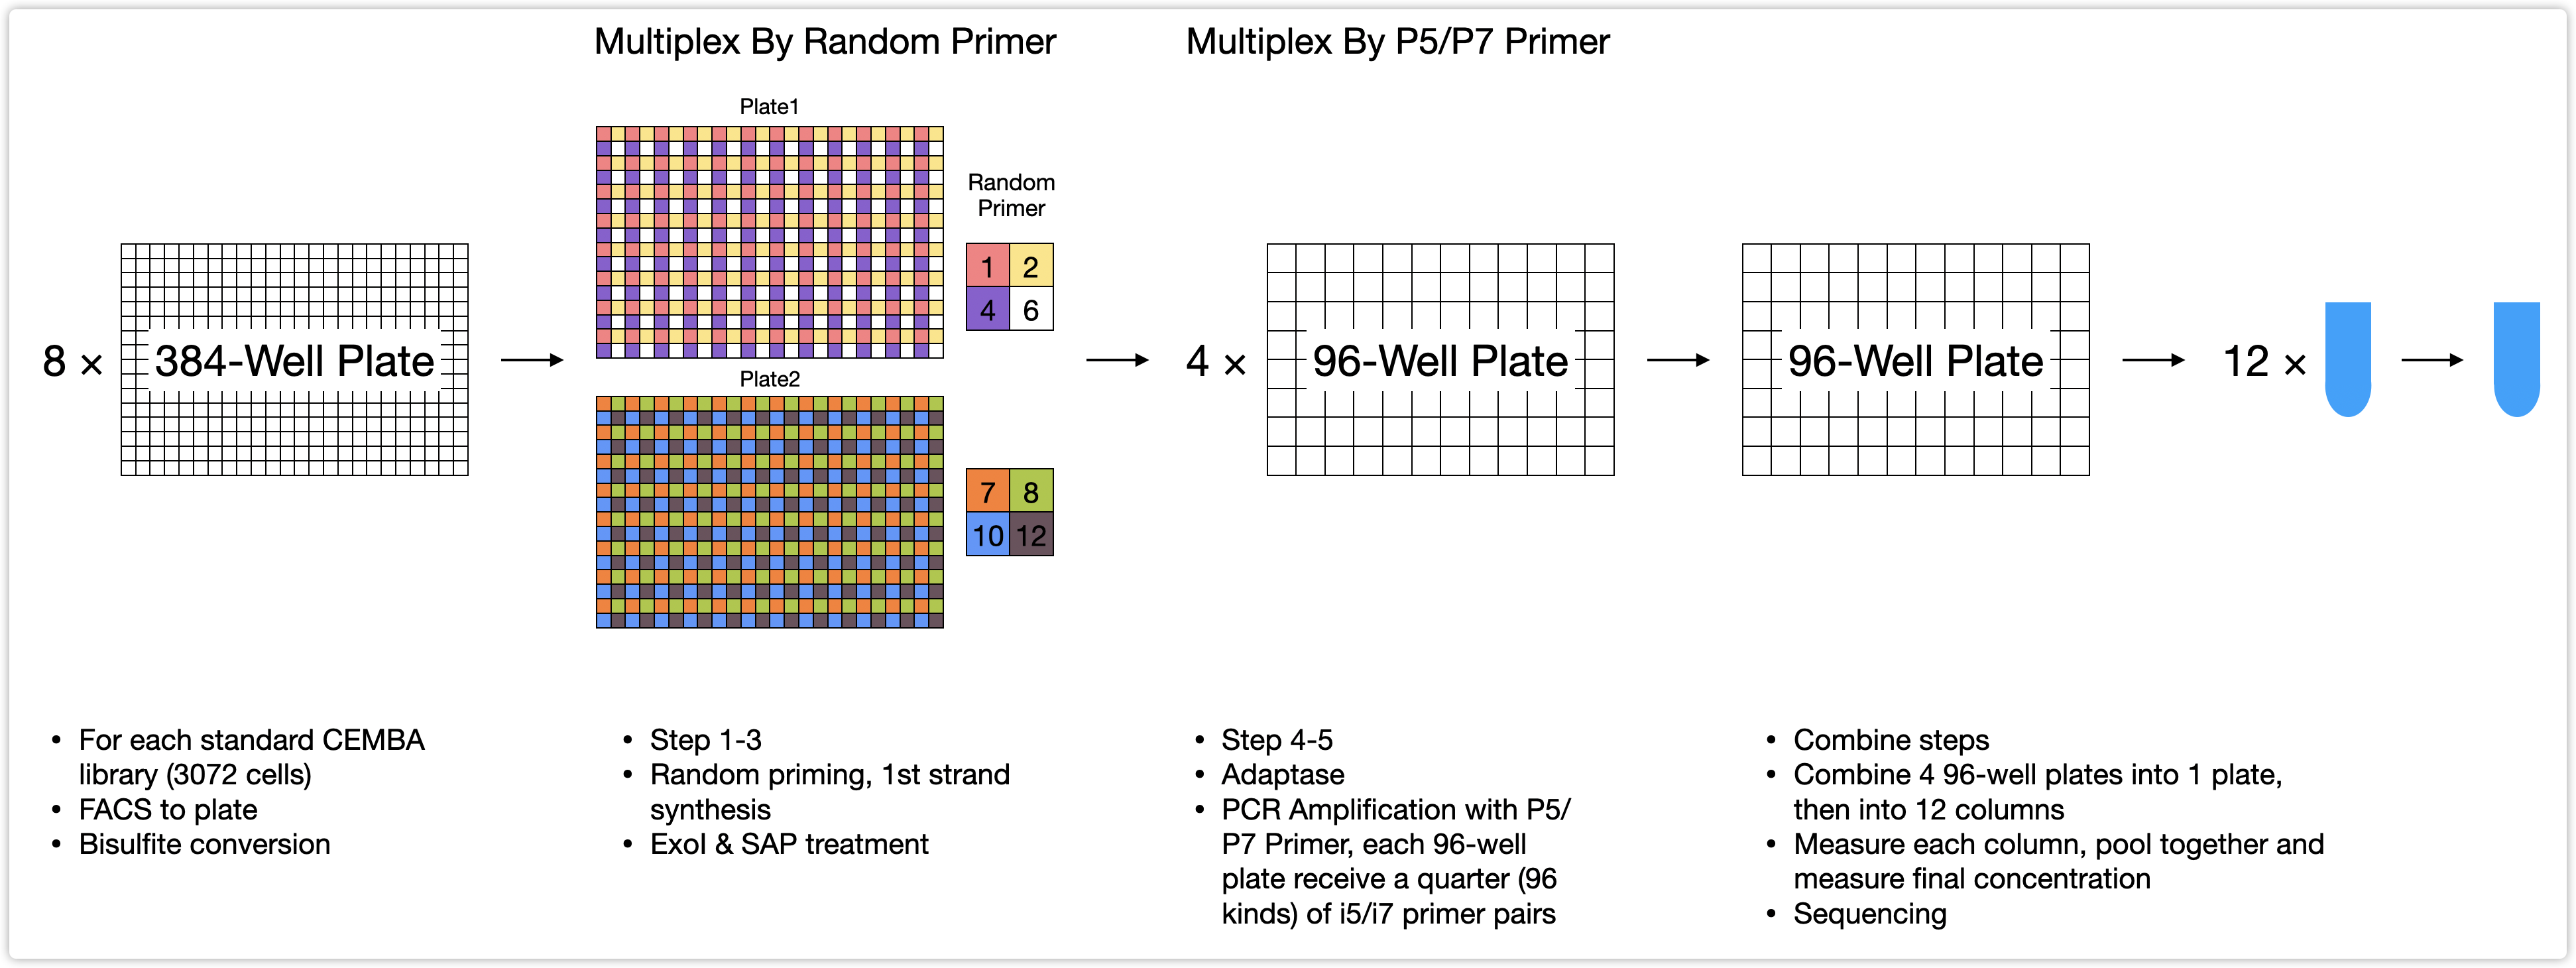 Multiplex By Random Primer
Multiplex By P5/P7 Primer
Plate1
Random
Primer
1 2
4 6
8 × 384-Well Plate
Plate2
7 8
10 12
4 × 96-Well Plate
96-Well Plate
12 ×
• For each standard CEMBA
library (3072 cells)
• FACS to plate
• Bisulfite conversion
• Step 1-3
• Random priming, 1st strand
synthesis
• ExoI & SAP treatment
• Step 4-5
• Adaptase
• PCR Amplification with P5/
P7 Primer, each 96-well
plate receive a quarter (96
kinds) of i5/i7 primer pairs
• Combine steps
• Combine 4 96-well plates into 1 plate,
then into 12 columns
• Measure each column, pool together and
measure final concentration
• Sequencing